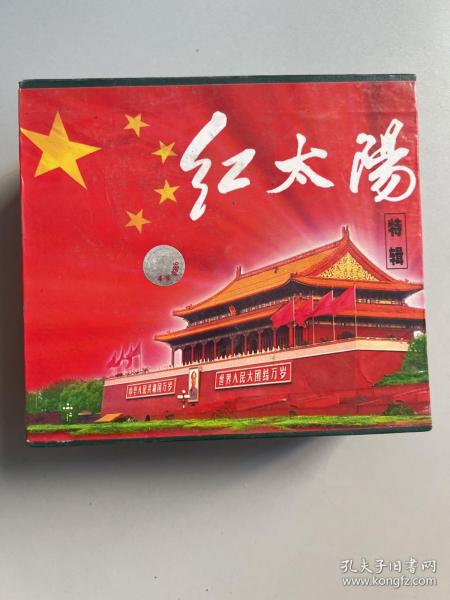 红太陽
特辑
中华人民共和国万岁
世界人民大团结万岁
孔夫子旧书网
www.kongfz.com